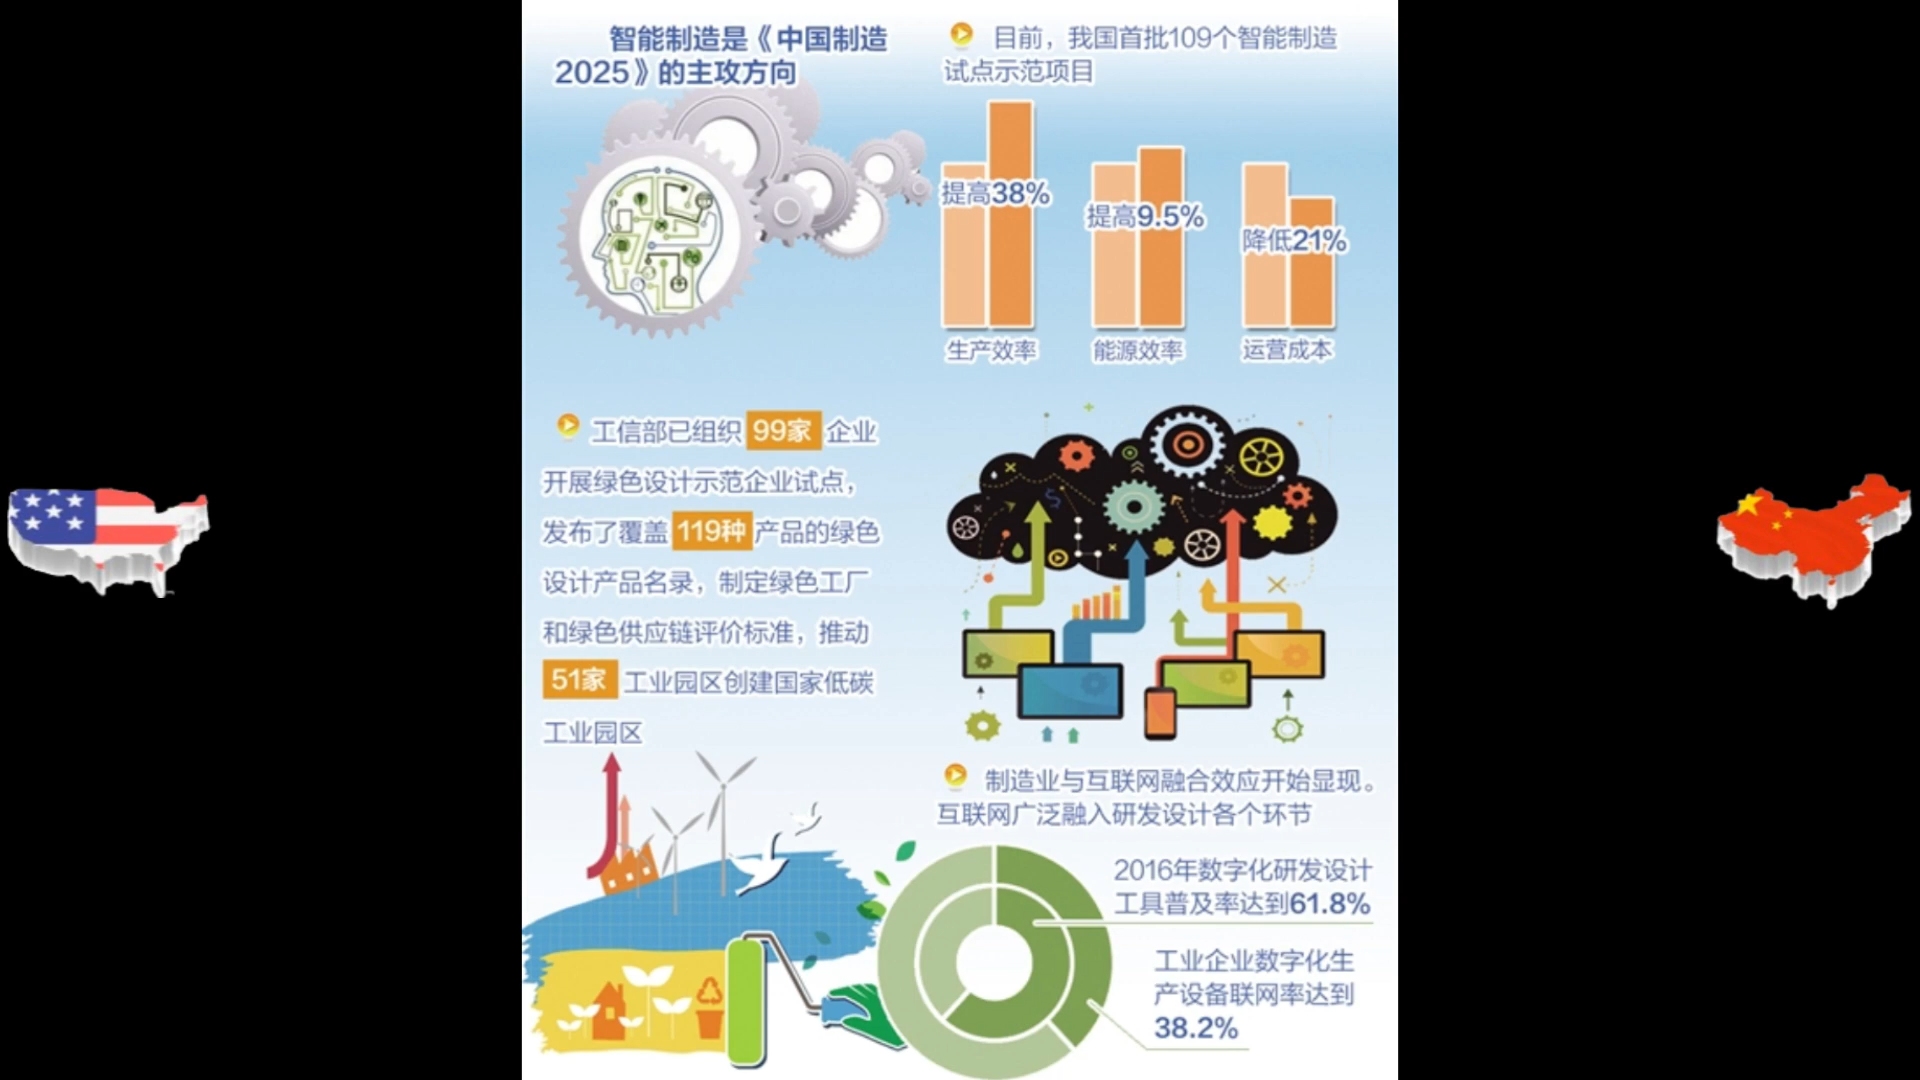 智能制造是《中国制造
2025》的主攻方向
目前，我国首批109个智能制造
试点示范项目
提高38%
提高9.5%
降低21%
生产效率
能源效率
运营成本
工信部已组织 99家 企业
开展绿色设计示范企业试点，
发布了覆盖 119种 产品的绿色
设计产品名录，制定绿色工厂
和绿色供应链评价标准，推动
51家 工业园区创建国家低碳
工业园区
制造业与互联网融合效应开始显现。
互联网广泛融入研发设计各个环节
2016年数字化研发设计
工具普及率达到61.8%
工业企业数字化生
产设备联网率达到
38.2%